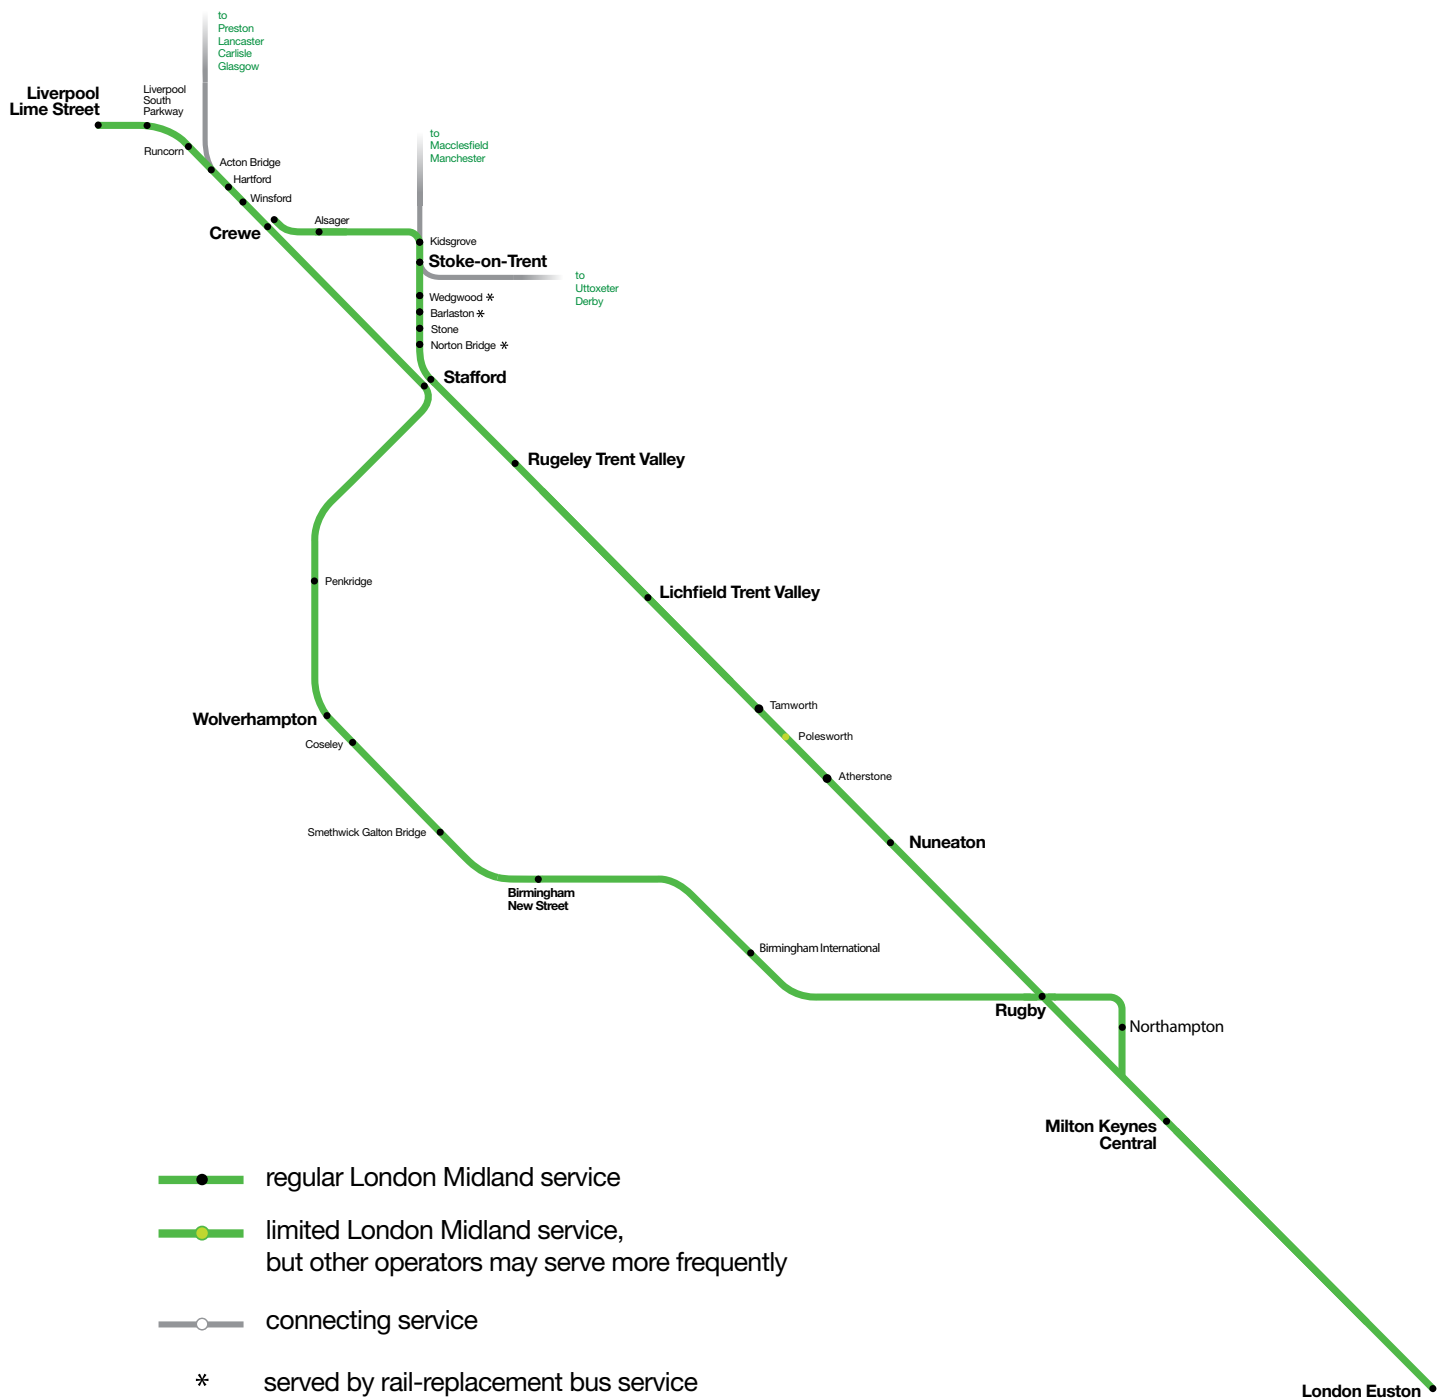 to
Preston
Lancaster
Carlisle
Glasgow
Liverpool
Lime Street
Liverpool
South
Parkway
Runcorn
Acton Bridge
Hartford
Winsford
Crewe
Alsager
to
Macclesfield
Manchester
Kidsgrove
Stoke-on-Trent
to
Uttoxeter
Derby
Wedgwood *
Barlaston *
Stone
Norton Bridge *
Stafford
Rugeley Trent Valley
Penkridge
Lichfield Trent Valley
Tamworth
Polesworth
Atherstone
Wolverhampton
Coseley
Smethwick Galton Bridge
Nuneaton
Birmingham
New Street
Birmingham International
Rugby
Northampton
Milton Keynes
Central
London Euston
regular London Midland service
limited London Midland service,
but other operators may serve more frequently
connecting service
* served by rail-replacement bus service